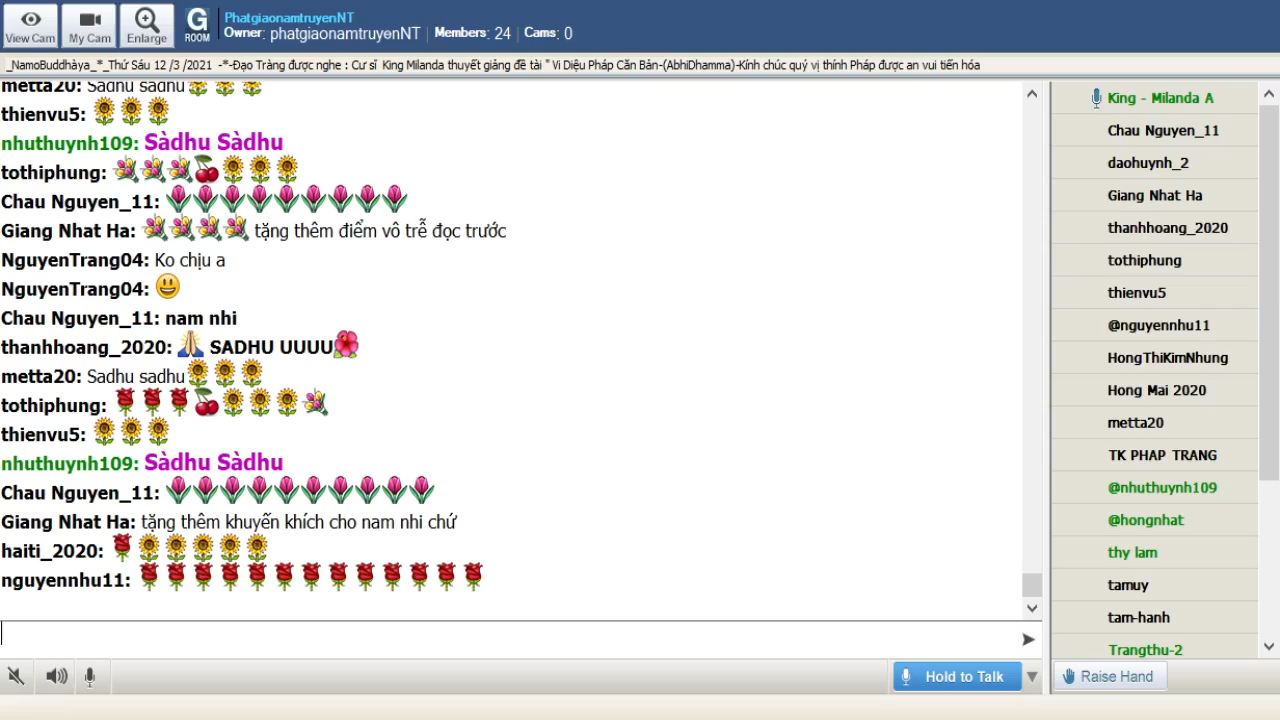 View Cam
My Cam
Enlarge
G
ROOM
PhatgiaonamtruyenNT
Owner: phatgiaonamtruyenNT | Members: 24 | Cams: 0
_NamoBuddhàya_*_Thứ Sáu 12 /3 /2021 -*-Đạo Tràng được nghe : Cư sĩ King Milanda thuyết giảng đề tài " Vi Diệu Pháp Căn Bản-(AbhiDhamma)-Kính chúc quý vị thính Pháp được an vui tiến hóa
metta20: Sadhu sadhu
thienvu5:
nhuthuynh109: Sàdhu Sàdhu
tothiphung:
Chau Nguyen_11:
Giang Nhat Ha: tặng thêm điểm vô trễ đọc trước
NguyenTrang04: Ko chịu a
NguyenTrang04:
Chau Nguyen_11: nam nhi
thanhhoang_2020: SADHU UUUU
metta20: Sadhu sadhu
tothiphung:
thienvu5:
nhuthuynh109: Sàdhu Sàdhu
Chau Nguyen_11:
Giang Nhat Ha: tặng thêm khuyến khích cho nam nhi chứ
haiti_2020:
nguyennhu11:
Hold to Talk
King - Milanda A
Chau Nguyen_11
daohuynh_2
Giang Nhat Ha
thanhhoang_2020
tothiphung
thienvu5
@nguyennhu11
HongThiKimNhung
Hong Mai 2020
metta20
TK PHAP TRANG
@nhuthuynh109
@hongnhat
thy lam
tamuy
tam-hanh
Trangthu-2
Raise Hand